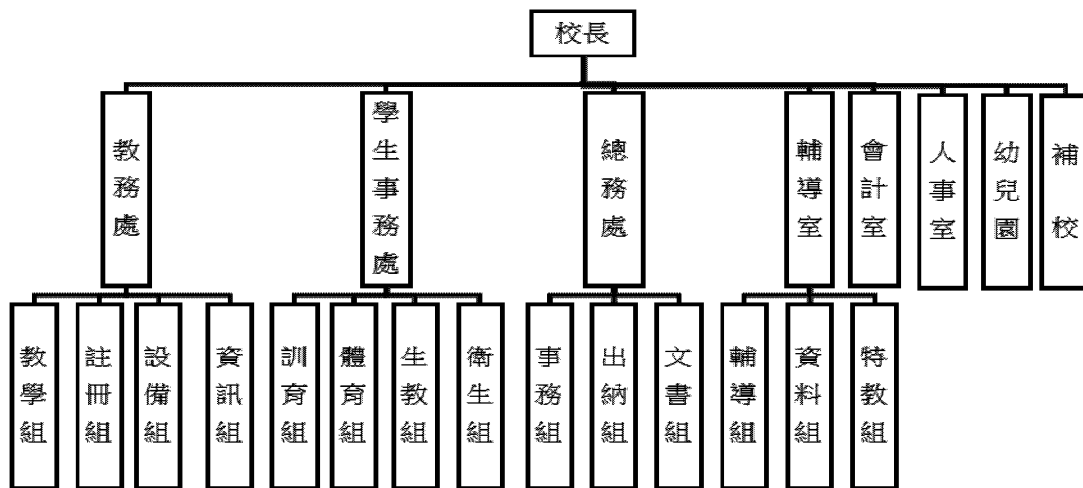 校長
教務處
學生事務處
總務處
輔導室
會計室
人事室
幼兒園
補校
教學組
註冊組
設備組
資訊組
訓育組
體育組
生教組
衛生組
事務組
出納組
文書組
輔導組
資料組
特教組